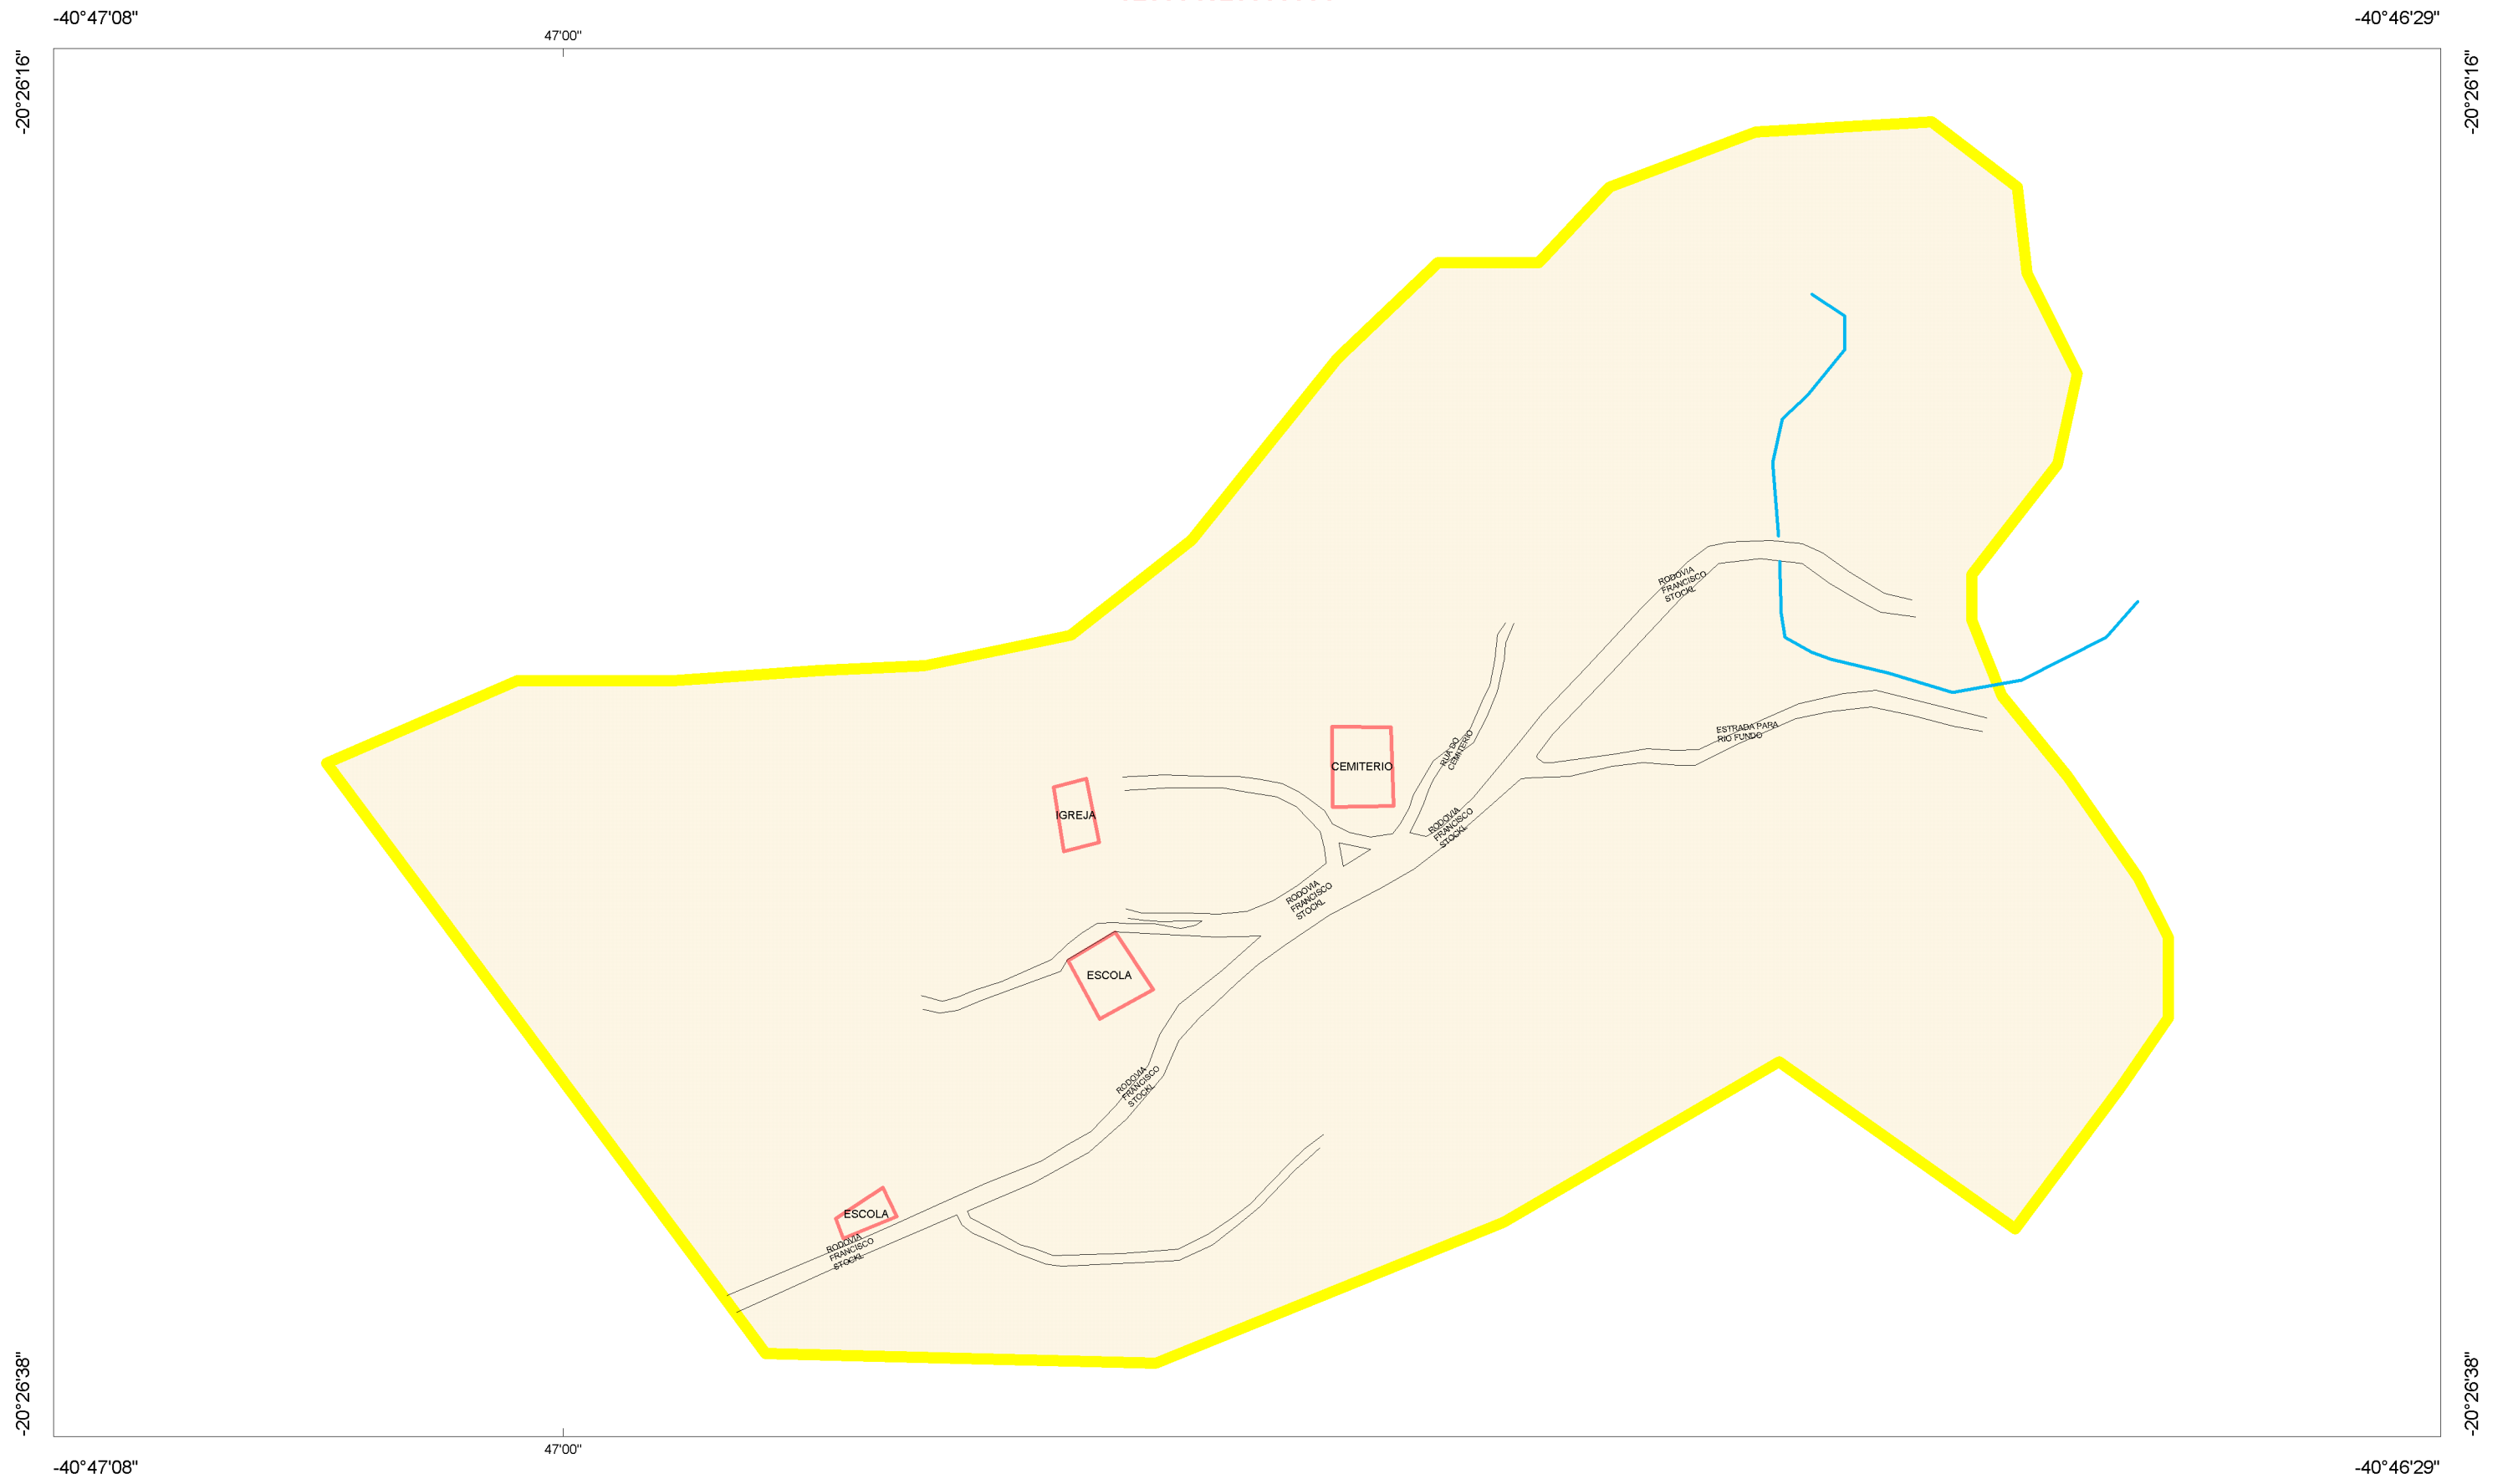 -40°47'08"
-40°46'29"
47'00"
-20°26'16"
-20°26'16"
RODOVIA
FRANCISCO
STOCKL
ESTRADA PARA
RIO FUNDO
RUA DO
CEMITERIO
CEMITERIO
IGREJA
RODOVIA
FRANCISCO
STOCKL
RODOVIA
FRANCISCO
STOCKL
ESCOLA
RODOVIA
FRANCISCO
STOCKL
ESCOLA
RODOVIA
FRANCISCO
STOCKL
-20°26'38"
-20°26'38"
47'00"
-40°47'08"
-40°46'29"